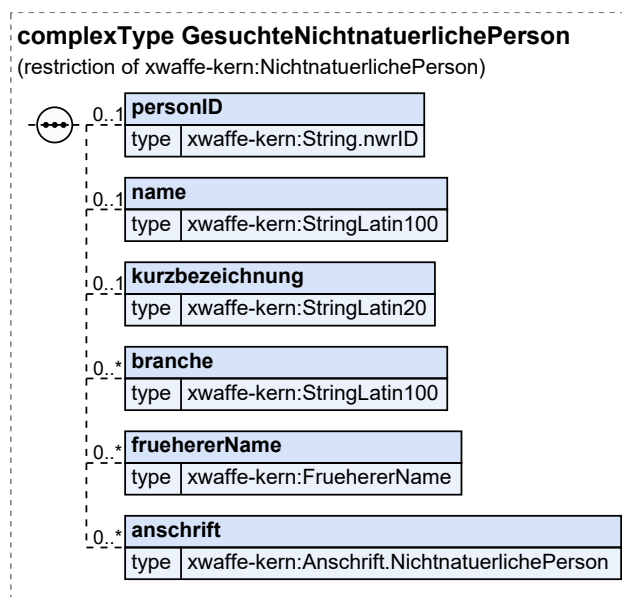 complexType GesuchteNichtnatuerlichePerson
(restriction of xwaffe-kern:NichtnatuerlichePerson)
0..1 personID
type xwaffe-kern:String.nwrID
0..1 name
type xwaffe-kern:StringLatin100
0..1 kurzbezeichnung
type xwaffe-kern:StringLatin20
0..* branche
type xwaffe-kern:StringLatin100
0..* fruehererName
type xwaffe-kern:FruehererName
0..* anschrift
type xwaffe-kern:Anschrift.NichtnatuerlichePerson